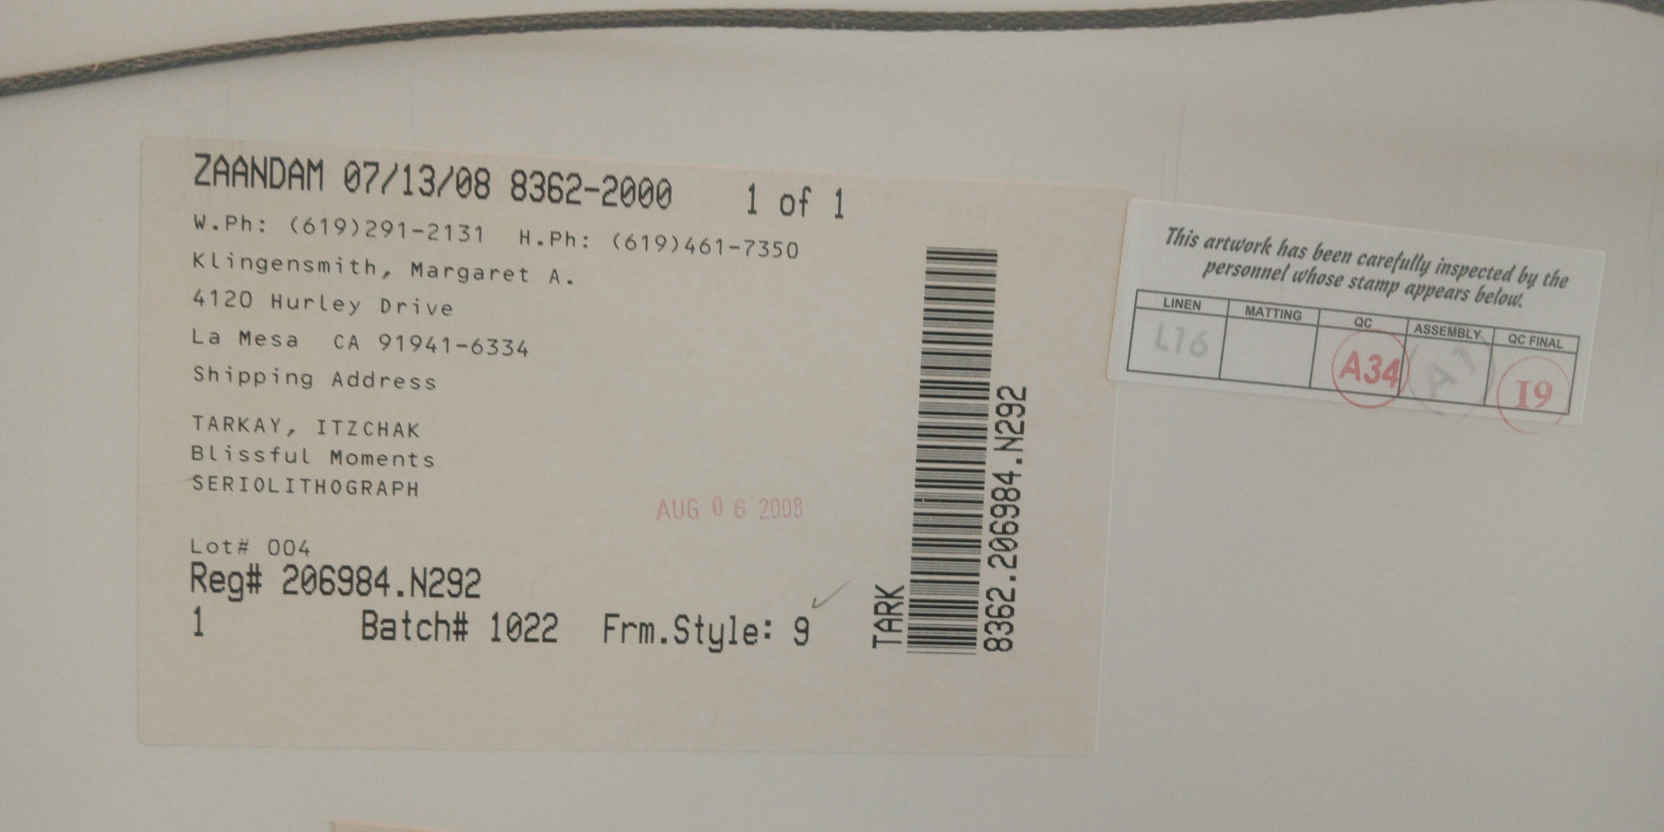 ZAANDAM 07/13/08 8362-2000 1 of 1
W.Ph: (619)291-2131 H.Ph: (619)461-7350
Klingensmith, Margaret A.
4120 Hurley Drive
La Mesa CA 91941-6334
Shipping Address
TARKAY, ITZCHAK
Blissful Moments
SERIOLITHOGRAPH
AUG 06 2008
Lot# 004
Reg# 206984.N292
1 Batch# 1022 Frm.Style: 9
TARK
8362.206984.N292
This artwork has been carefully inspected by the
personnel whose stamp appears below.
LINEN MATTING QC ASSEMBLY QC FINAL
L16 A34 A1 19